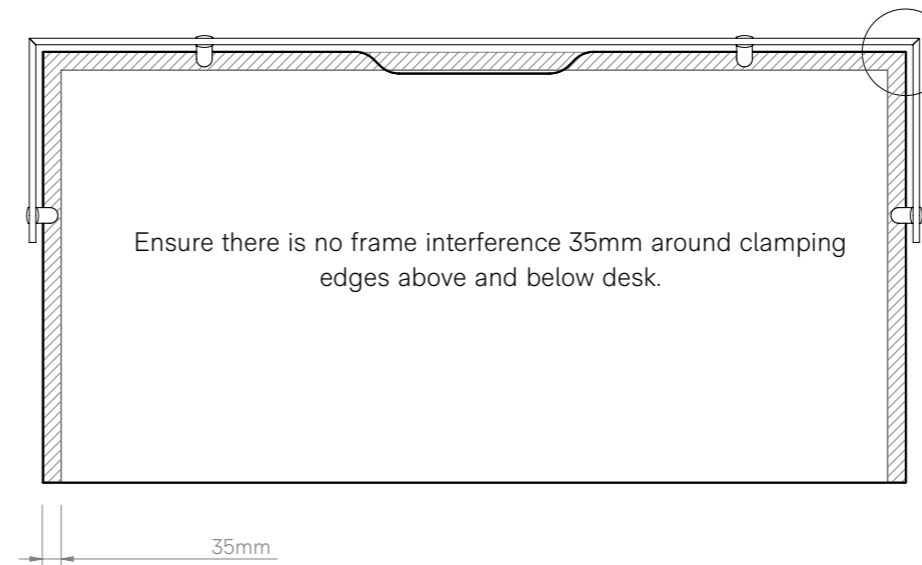 Ensure there is no frame interference 35mm around clamping
edges above and below desk.
35mm